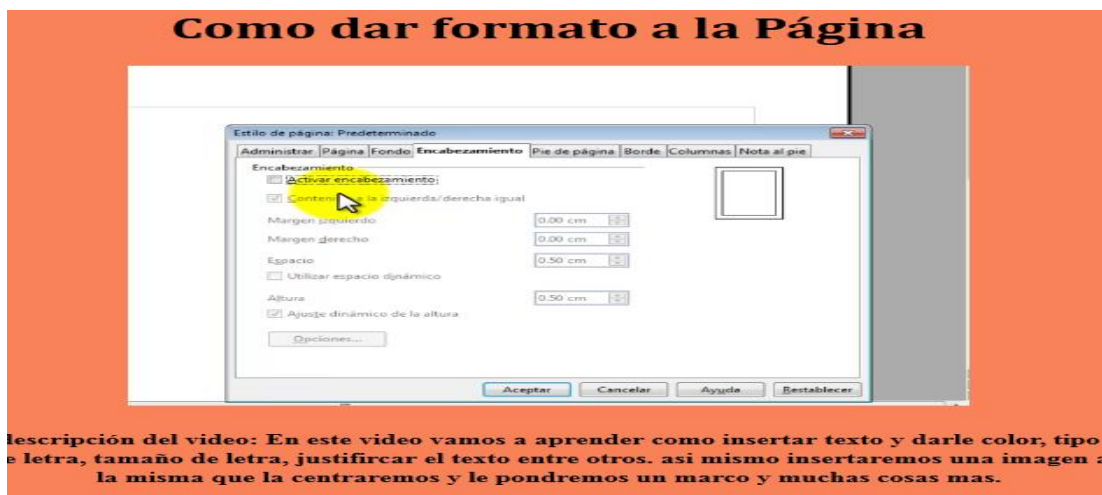 Como dar formato a la Página
Estilo de página: Predeterminado
Administrar Página Fondo Encabezamiento Pie de página Borde Columnas Nota al pie
Encabezamiento
Activar encabezamiento
a la izquierda/derecha igual
Margen izquierdo 0.00 cm
Margen derecho 0.00 cm
Espacio 0.50 cm
Utilizar espacio dinámico
Altura 0.50 cm
Ajuste dinámico de la altura
Opciones...
Aceptar Cancelar Ayuda Restablecer
descripción del video: En este video vamos a aprender como insertar texto y darle color, tipo
e letra, tamaño de letra, justifircar el texto entre otros. asi mismo insertaremos una imagen a
la misma que la centraremos y le pondremos un marco y muchas cosas mas.